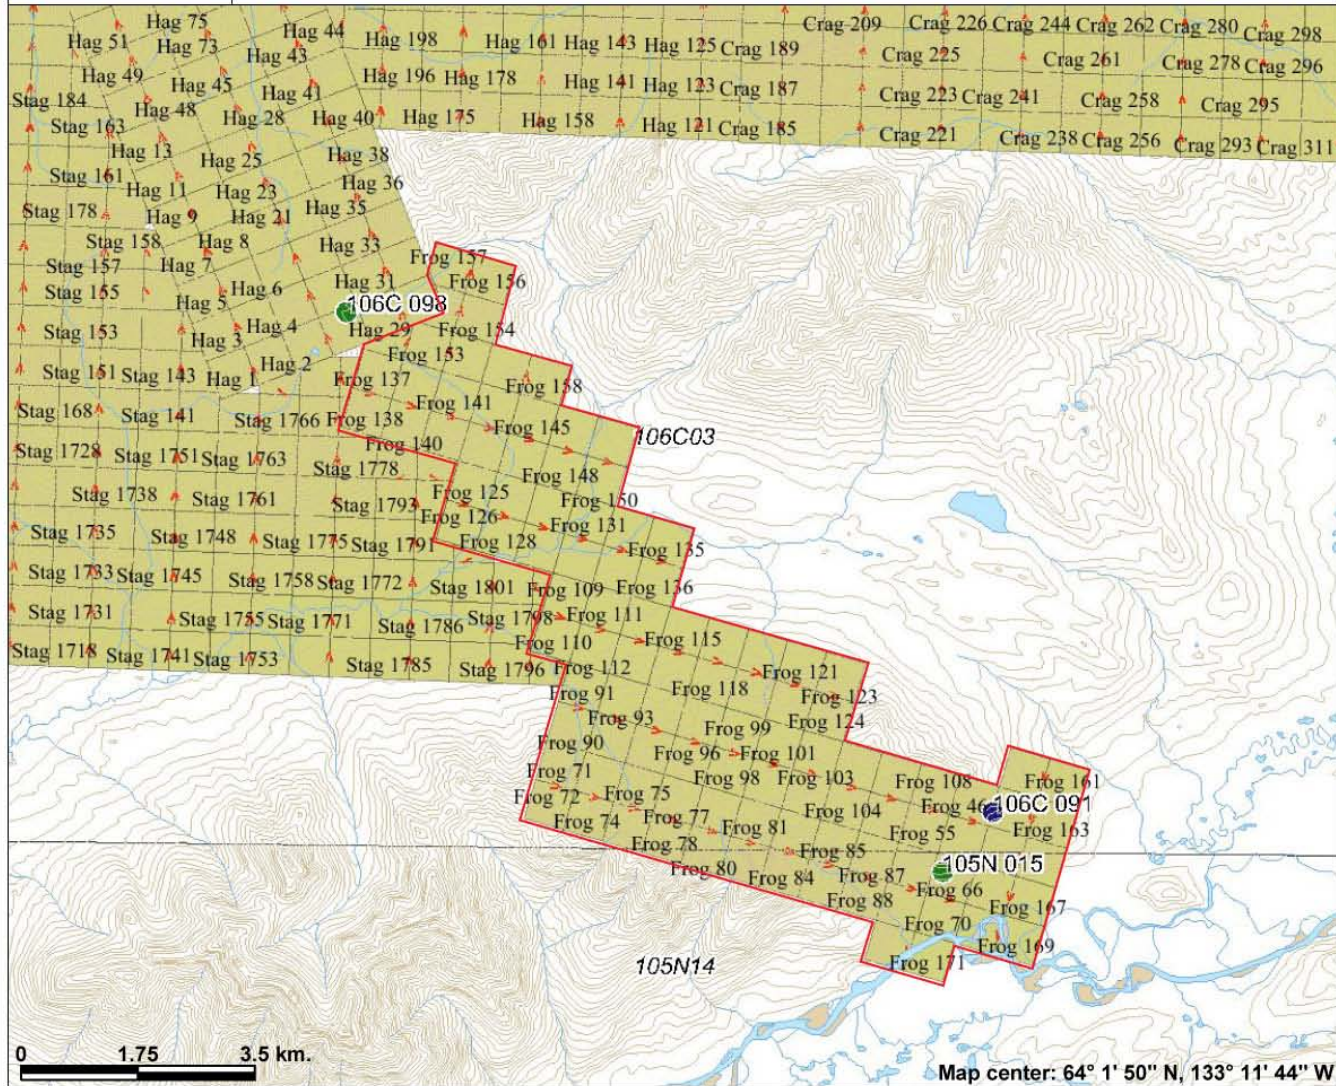 Hag 75
Hag 44
Crag 209
Crag 226
Crag 244
Crag 262
Crag 280
Crag 298
Hag 51
Hag 73
Hag 43
Hag 198
Hag 161
Hag 143
Hag 125
Crag 189
Crag 225
Crag 261
Crag 278
Crag 296
Hag 49
Hag 45
Hag 41
Hag 196
Hag 178
Hag 141
Hag 123
Crag 187
Crag 223
Crag 241
Crag 258
Crag 295
Stag 184
Hag 48
Hag 28
Hag 40
Hag 175
Hag 158
Hag 121
Crag 185
Crag 221
Crag 238
Crag 256
Crag 293
Crag 311
Stag 163
Hag 13
Hag 25
Hag 38
Stag 161
Hag 11
Hag 23
Hag 36
Stag 178
Hag 9
Hag 21
Hag 35
Stag 158
Hag 8
Hag 33
Stag 157
Hag 7
Frog 157
Stag 155
Hag 5
Hag 6
Hag 31
Frog 156
106C 098
Stag 153
Hag 3
Hag 4
Hag 29
Frog 154
Stag 151
Stag 143
Hag 1
Hag 2
Frog 153
Frog 137
Frog 158
Stag 168
Stag 141
Stag 1766
Frog 138
Frog 141
Frog 145
106C03
Stag 1728
Stag 1751
Stag 1763
Stag 1778
Frog 140
Frog 148
Stag 1738
Stag 1761
Stag 1793
Frog 125
Frog 150
Stag 1735
Stag 1748
Stag 1775
Stag 1791
Frog 126
Frog 128
Frog 131
Frog 135
Stag 1733
Stag 1745
Stag 1758
Stag 1772
Stag 1801
Frog 109
Frog 136
Stag 1731
Stag 1755
Stag 1771
Stag 1786
Stag 1798
Frog 111
Frog 110
Frog 115
Stag 1718
Stag 1741
Stag 1753
Stag 1785
Stag 1796
Frog 112
Frog 121
Frog 91
Frog 118
Frog 123
Frog 93
Frog 99
Frog 124
Frog 90
Frog 96
Frog 101
Frog 71
Frog 98
Frog 103
Frog 108
Frog 161
Frog 72
Frog 75
Frog 104
Frog 46
106C 091
Frog 74
Frog 77
Frog 81
Frog 55
Frog 163
Frog 78
Frog 85
105N 015
Frog 80
Frog 84
Frog 87
Frog 66
Frog 88
Frog 167
Frog 70
Frog 169
105N14
Frog 171
0 1.75 3.5 km.
Map center: 64° 1' 50" N, 133° 11' 44" W